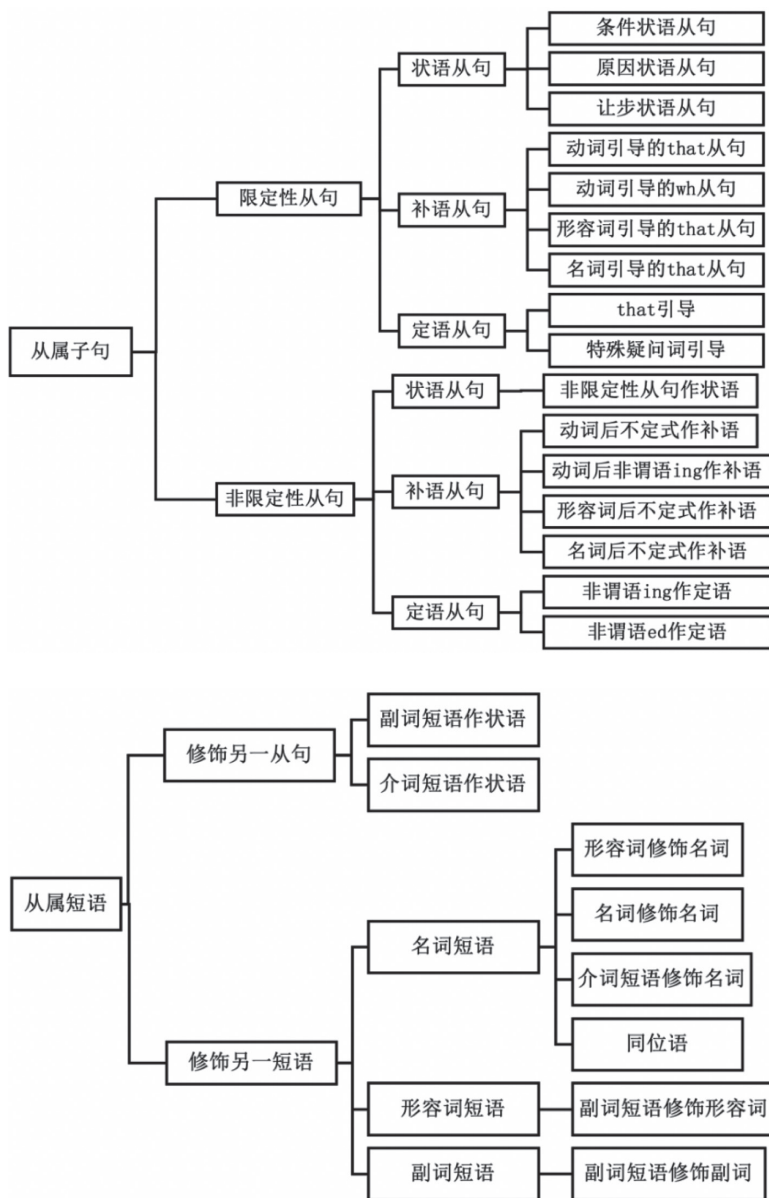 条件状语从句
状语从句
原因状语从句
让步状语从句
动词引导的that从句
限定性从句
补语从句
动词引导的wh从句
形容词引导的that从句
名词引导的that从句
that引导
定语从句
从属子句
特殊疑问词引导
状语从句
非限定性从句作状语
动词后不定式作补语
动词后非谓语ing作补语
非限定性从句
补语从句
形容词后不定式作补语
名词后不定式作补语
非谓语ing作定语
定语从句
非谓语ed作定语
副词短语作状语
修饰另一从句
介词短语作状语
形容词修饰名词
从属短语
名词修饰名词
名词短语
介词短语修饰名词
同位语
修饰另一短语
形容词短语
副词短语修饰形容词
副词短语
副词短语修饰副词